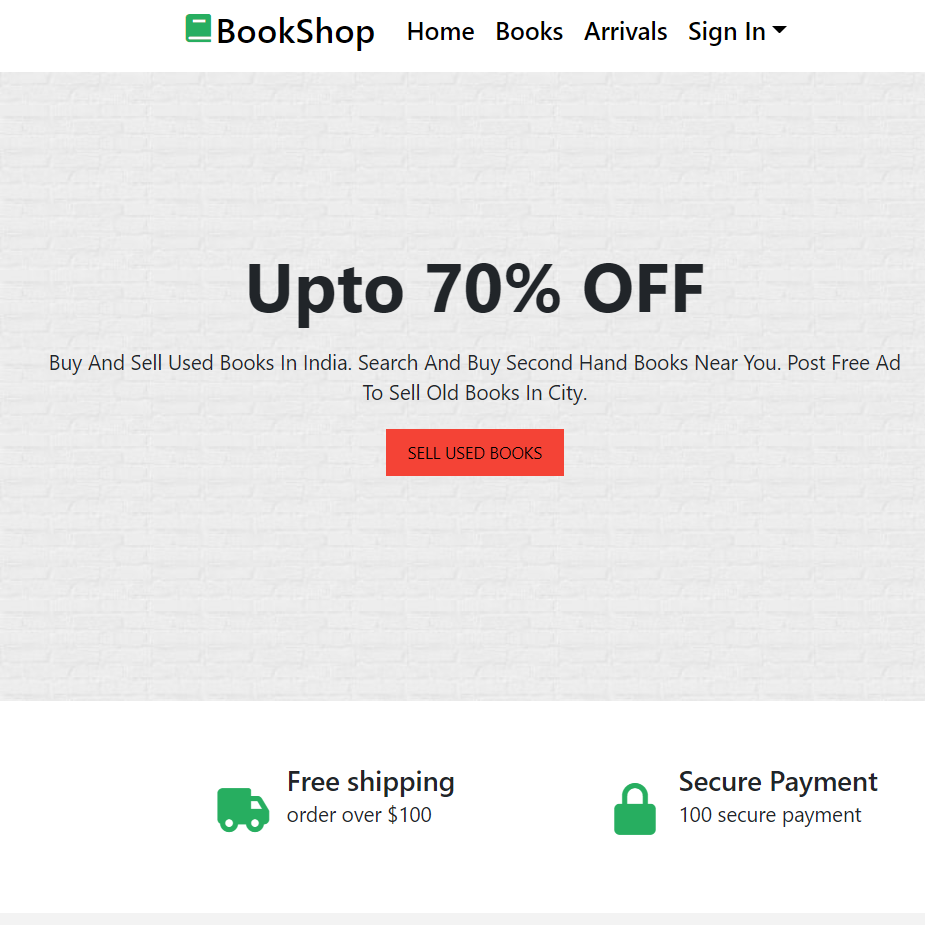 BookShop Home Books Arrivals Sign In
Upto 70% OFF
Buy And Sell Used Books In India. Search And Buy Second Hand Books Near You. Post Free Ad
To Sell Old Books In City.
SELL USED BOOKS
Free shipping
order over $100
Secure Payment
100 secure payment